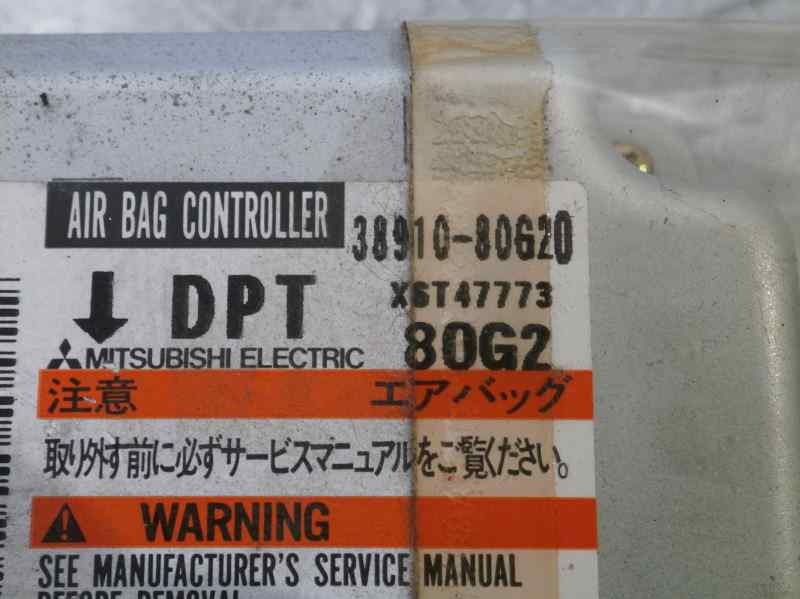 AIR BAG CONTROLLER 38910-80G20
DPT X6T47773
MITSUBISHI ELECTRIC 80G2
注意 エアバッグ
取り外す前に必ずサービスマニュアルをご覧ください。
WARNING
SEE MANUFACTURER'S SERVICE MANUAL
BEFORE REMOVAL